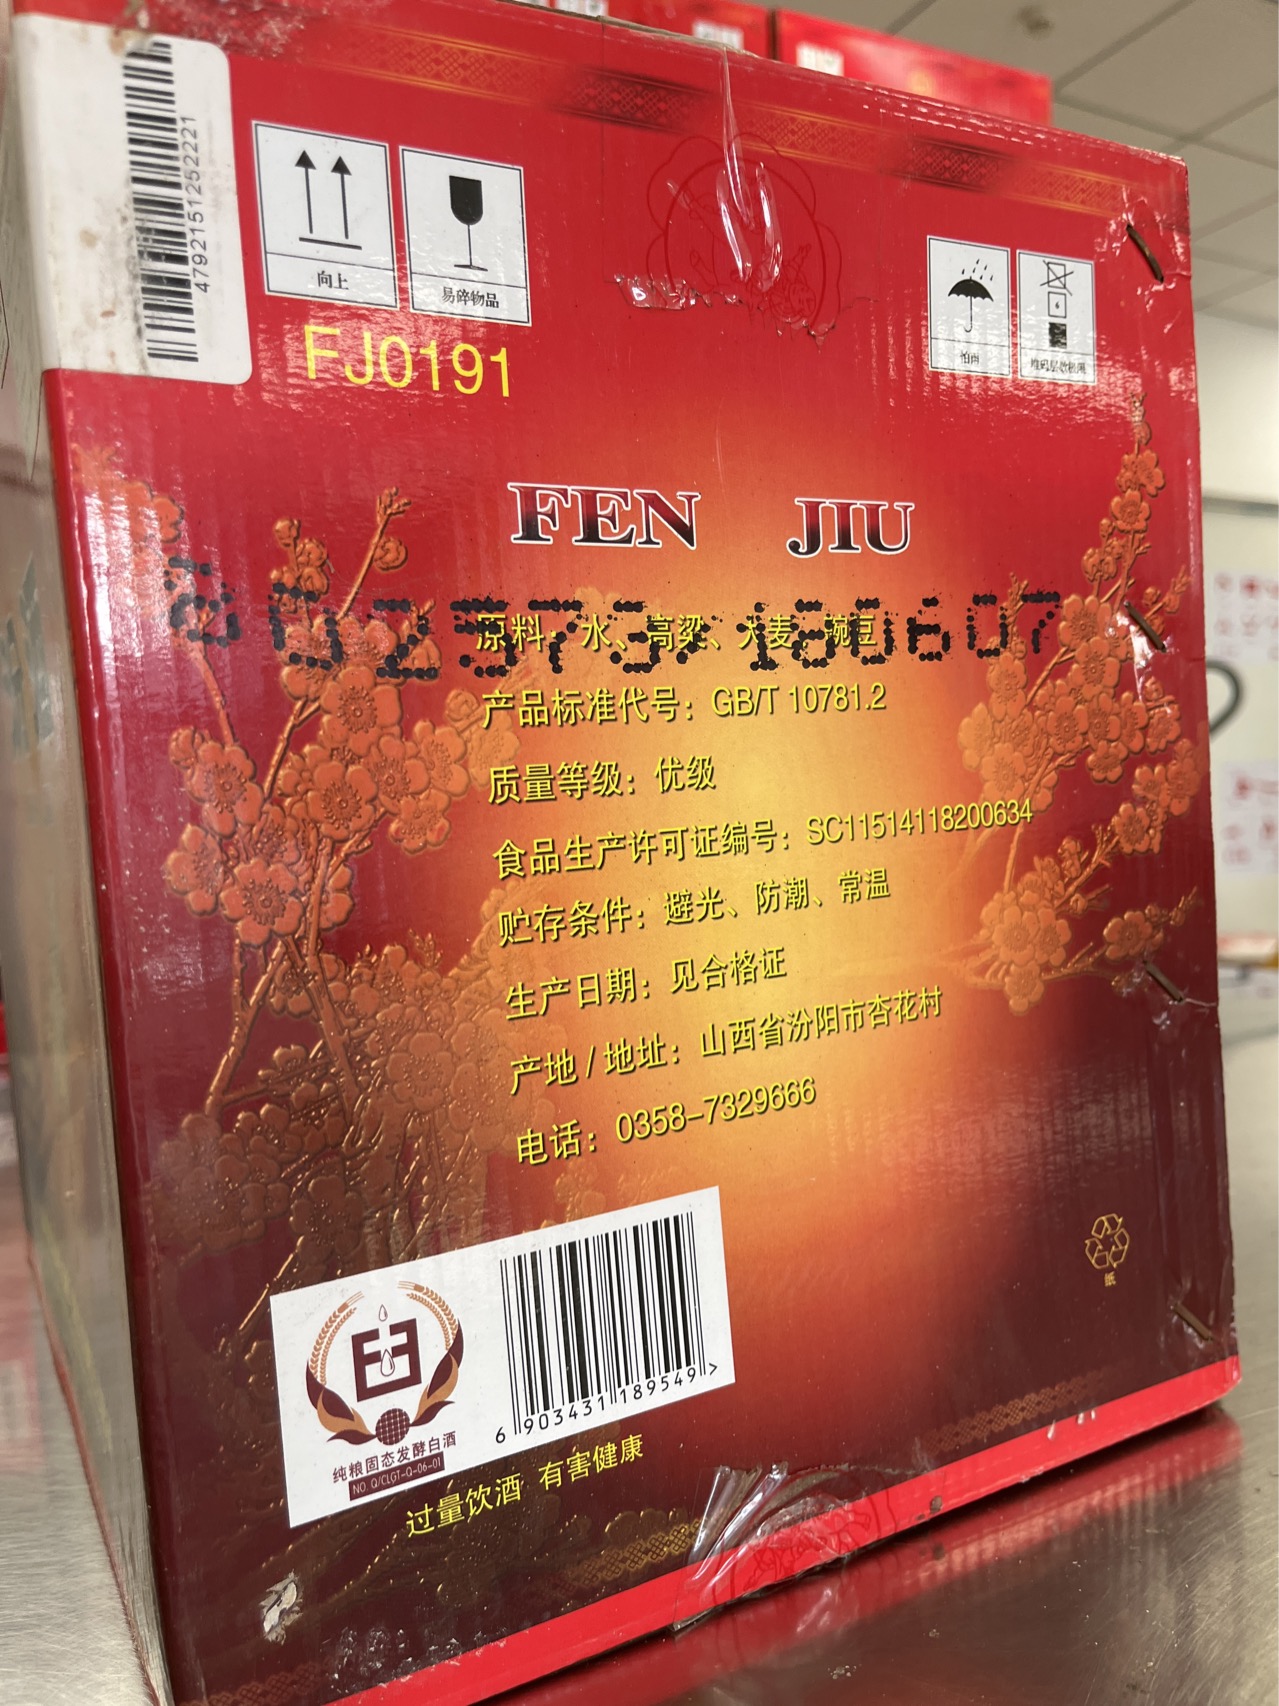 4792151252221
向上
易碎物品
怕雨
堆码层数极限
FJ0191
FEN JIU
原料：水、高粱、大麦、豌豆
产品标准代号：GB/T 10781.2
质量等级：优级
食品生产许可证编号：SC11514118200634
贮存条件：避光、防潮、常温
生产日期：见合格证
产地/地址：山西省汾阳市杏花村
电话：0358-7329666
纯粮固态发酵白酒
NO. Q/CLGT-Q-06-01
6 903431 189549 >
过量饮酒 有害健康
纸